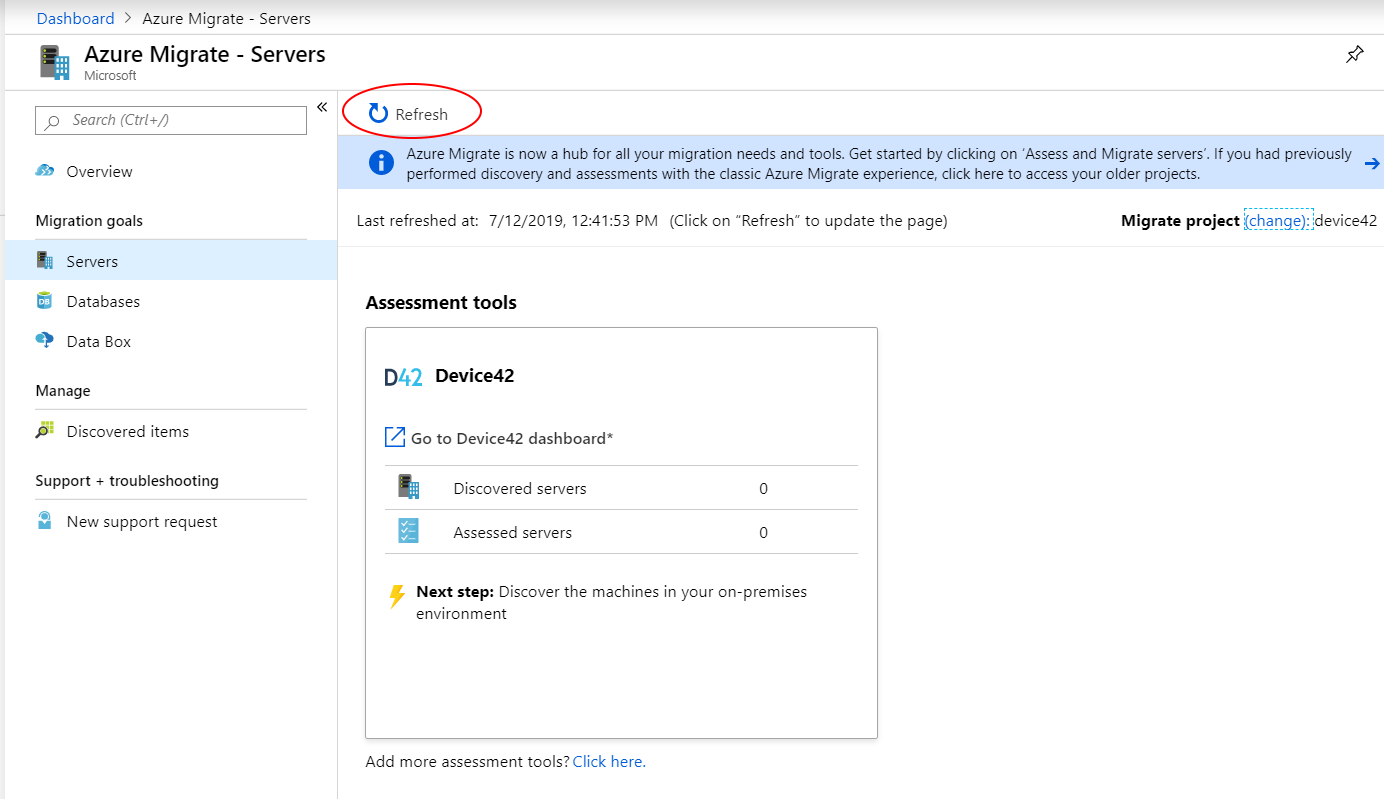 Dashboard > Azure Migrate - Servers
Azure Migrate - Servers
Microsoft
Search (Ctrl+/)
«
Overview
Migration goals
Servers
Databases
Data Box
Manage
Discovered items
Support + troubleshooting
New support request
Refresh
Azure Migrate is now a hub for all your migration needs and tools. Get started by clicking on ‘Assess and Migrate servers’. If you had previously
performed discovery and assessments with the classic Azure Migrate experience, click here to access your older projects.
Last refreshed at: 7/12/2019, 12:41:53 PM (Click on “Refresh” to update the page)
Migrate project (change): device42
Assessment tools
D42 Device42
Go to Device42 dashboard*
Discovered servers 0
Assessed servers 0
Next step: Discover the machines in your on-premises
environment
Add more assessment tools? Click here.